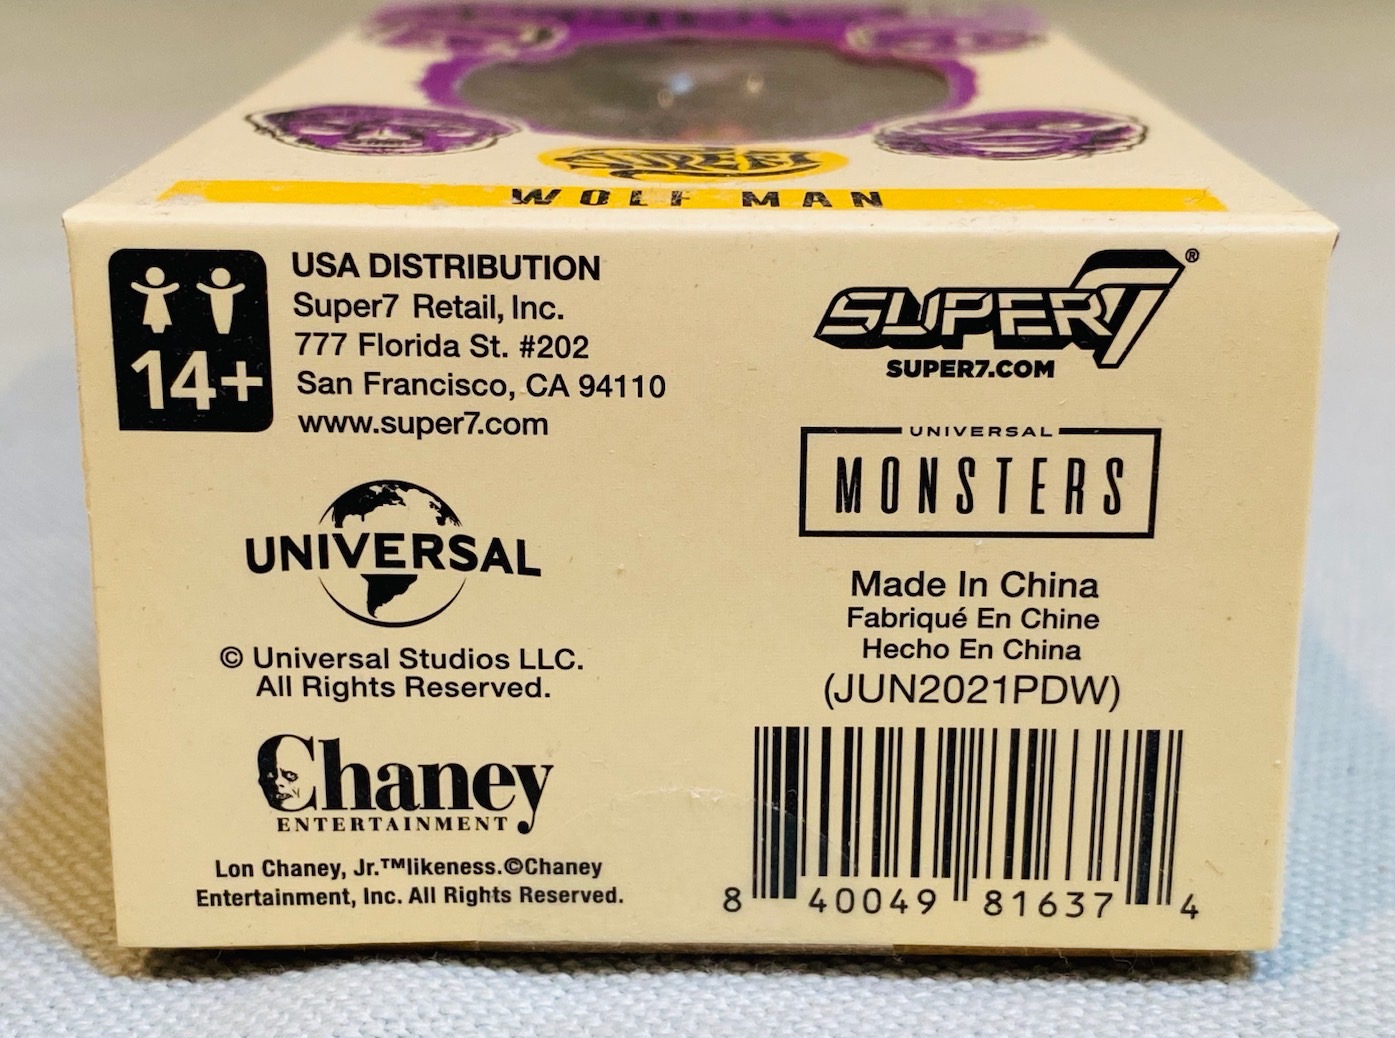 WOLF MAN
14+
USA DISTRIBUTION
Super7 Retail, Inc.
777 Florida St. #202
San Francisco, CA 94110
www.super7.com
UNIVERSAL
© Universal Studios LLC.
All Rights Reserved.
Chaney
ENTERTAINMENT
Lon Chaney, Jr.™likeness.©Chaney
Entertainment, Inc. All Rights Reserved.
SUPER7®
SUPER7.COM
UNIVERSAL
MONSTERS
Made In China
Fabriqué En Chine
Hecho En China
(JUN2021PDW)
8 40049 81637 4